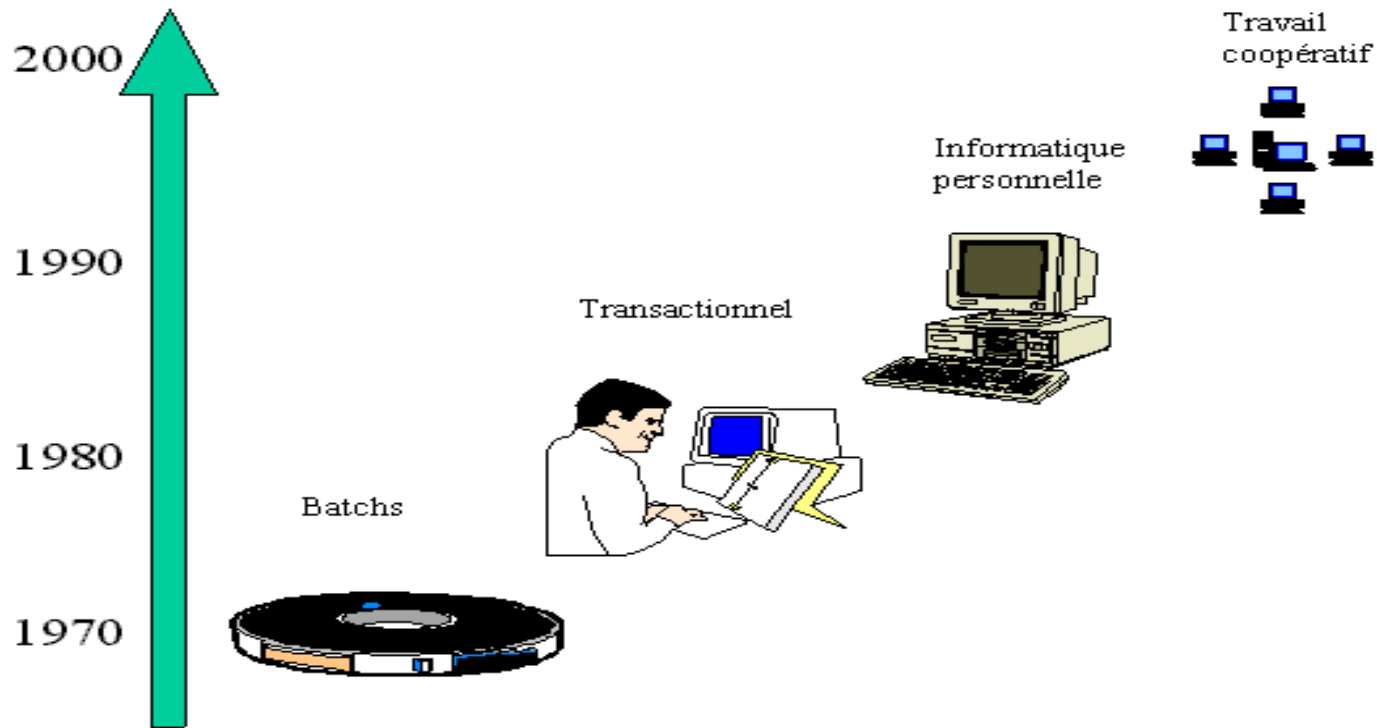 Travail
coopératif
2000
Informatique
personnelle
1990
Transactionnel
1980
Batchs
1970